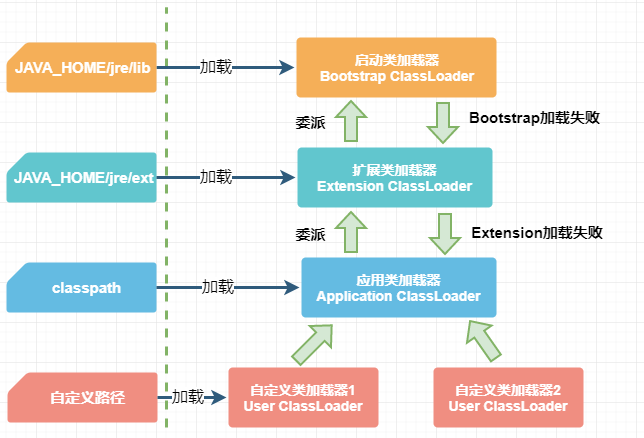 启动类加载器
JAVA_HOME/jre/lib
加载
Bootstrap ClassLoader
委派
Bootstrap加载失败
扩展类加载器
JAVA_HOME/jre/ext
加载
Extension ClassLoader
委派
Extension加载失败
应用类加载器
classpath
加载
Application ClassLoader
自定义路径
加载
自定义类加载器1
User ClassLoader
自定义类加载器2
User ClassLoader